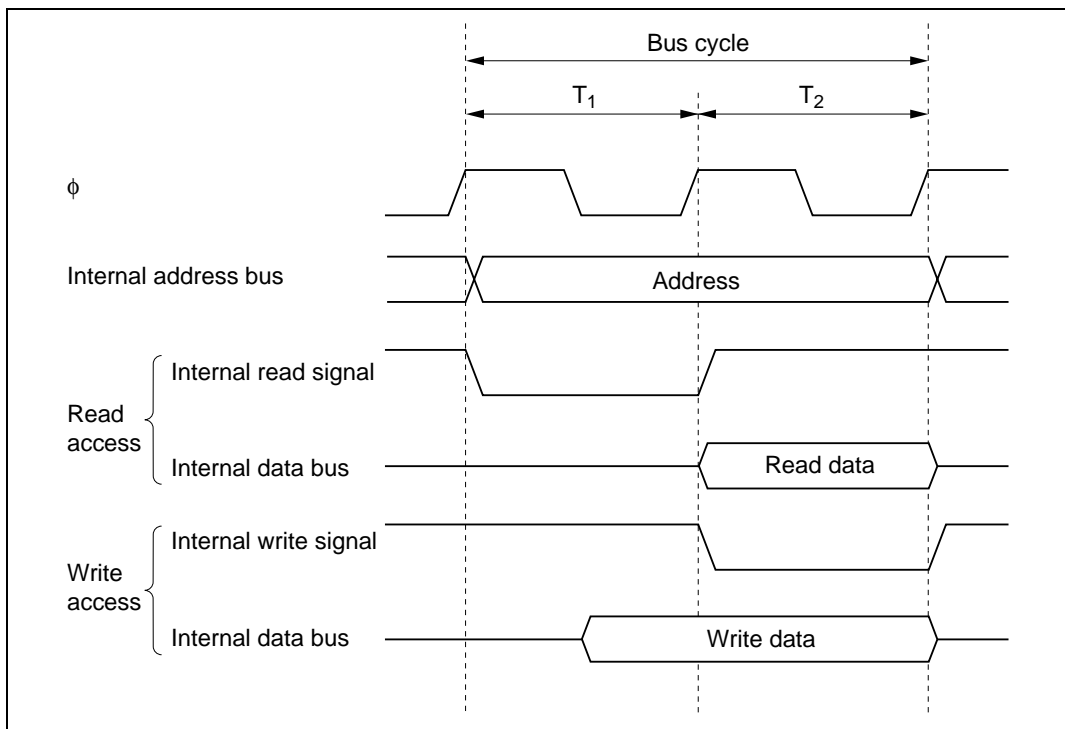 Bus cycle
T₁
T₂
ϕ
Internal address bus
Address
Internal read signal
Read
access
Internal data bus
Read data
Internal write signal
Write
access
Internal data bus
Write data